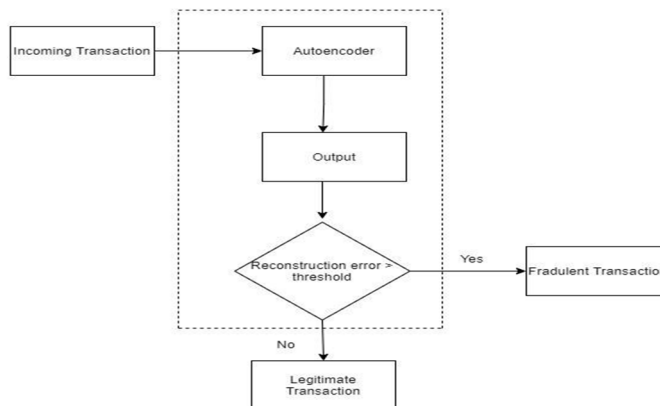 Incoming Transaction
Autoencoder
Output
Reconstruction error >
threshold
Yes
Fradulent Transactio
No
Legitimate
Transaction